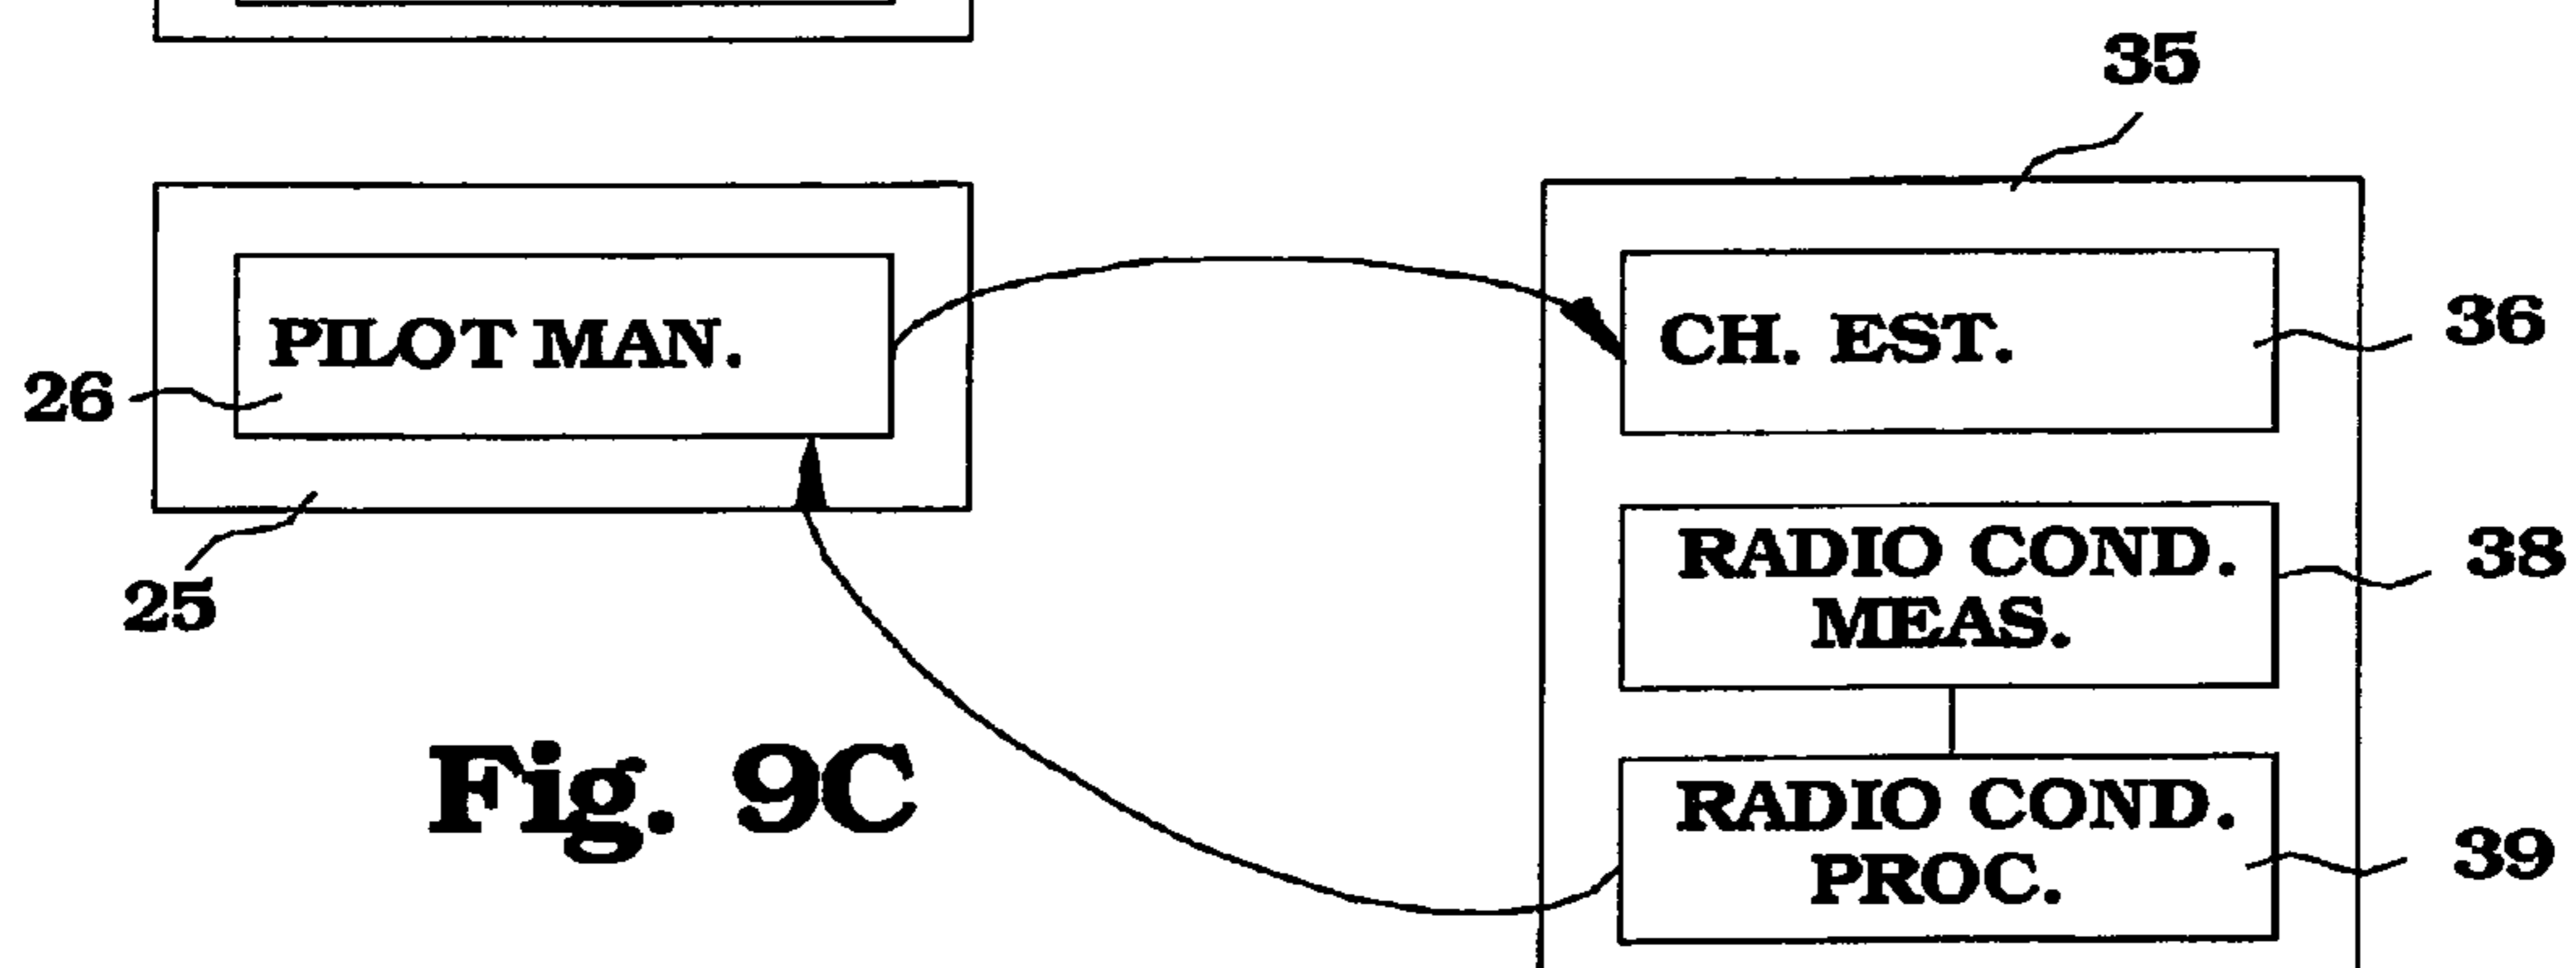 35
PILOT MAN.
26
25
CH. EST.
36
RADIO COND.
MEAS.
38
RADIO COND.
PROC.
39
Fig. 9C